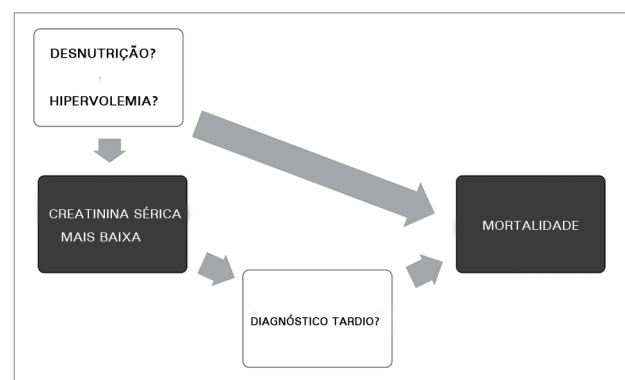 DESNUTRIÇÃO?
HIPERVOLEMIA?
CREATININA SÉRICA
MAIS BAIXA
MORTALIDADE
DIAGNÓSTICO TARDIO?